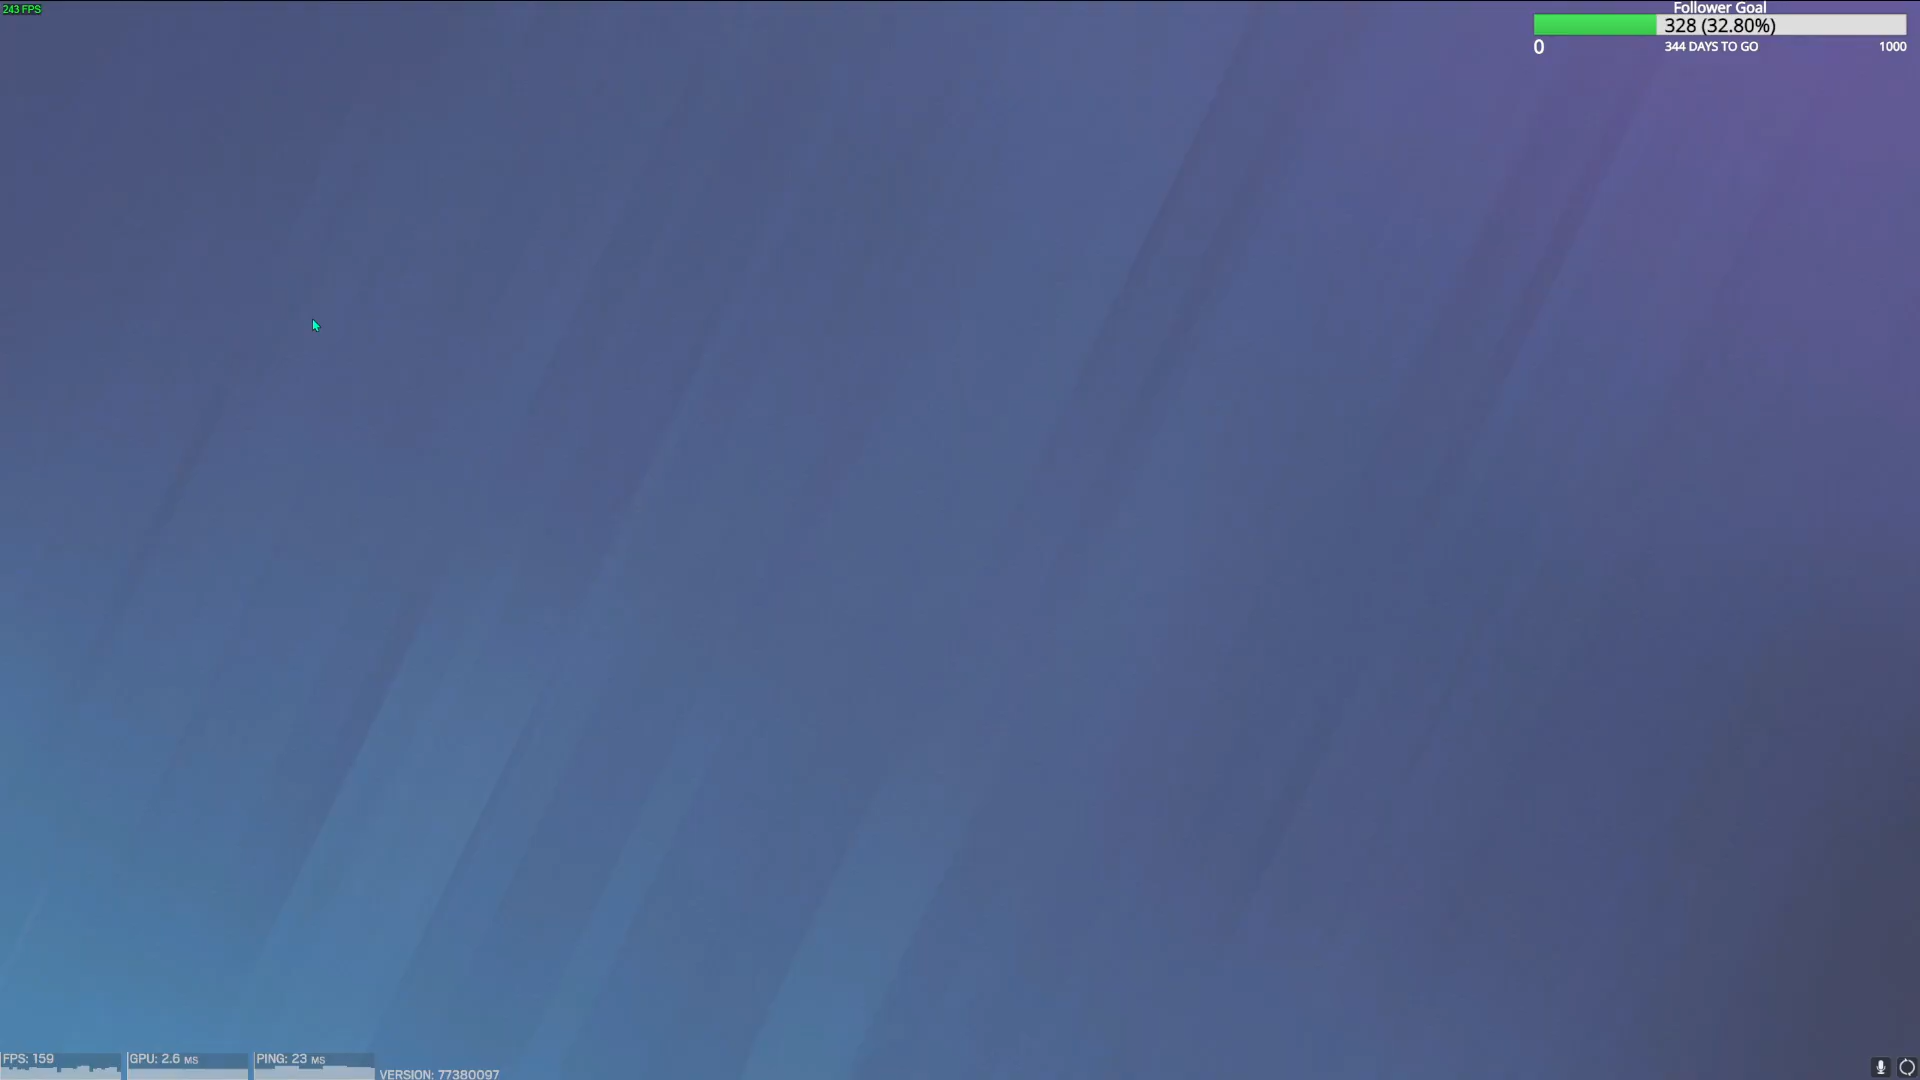 243 FPS
Follower Goal
328 (32.80%)
0
344 DAYS TO GO
1000
FPS: 159
GPU: 2.6 MS
PING: 23 MS
VERSION: 77380097